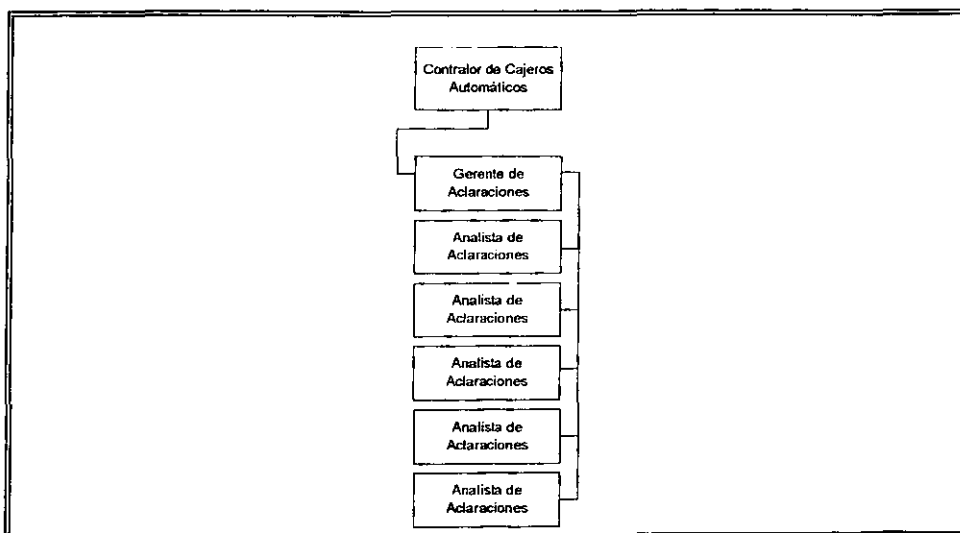 Contralor de Cajeros
Automáticos
Gerente de
Aclaraciones
Analista de
Aclaraciones
Analista de
Aclaraciones
Analista de
Aclaraciones
Analista de
Aclaraciones
Analista de
Aclaraciones